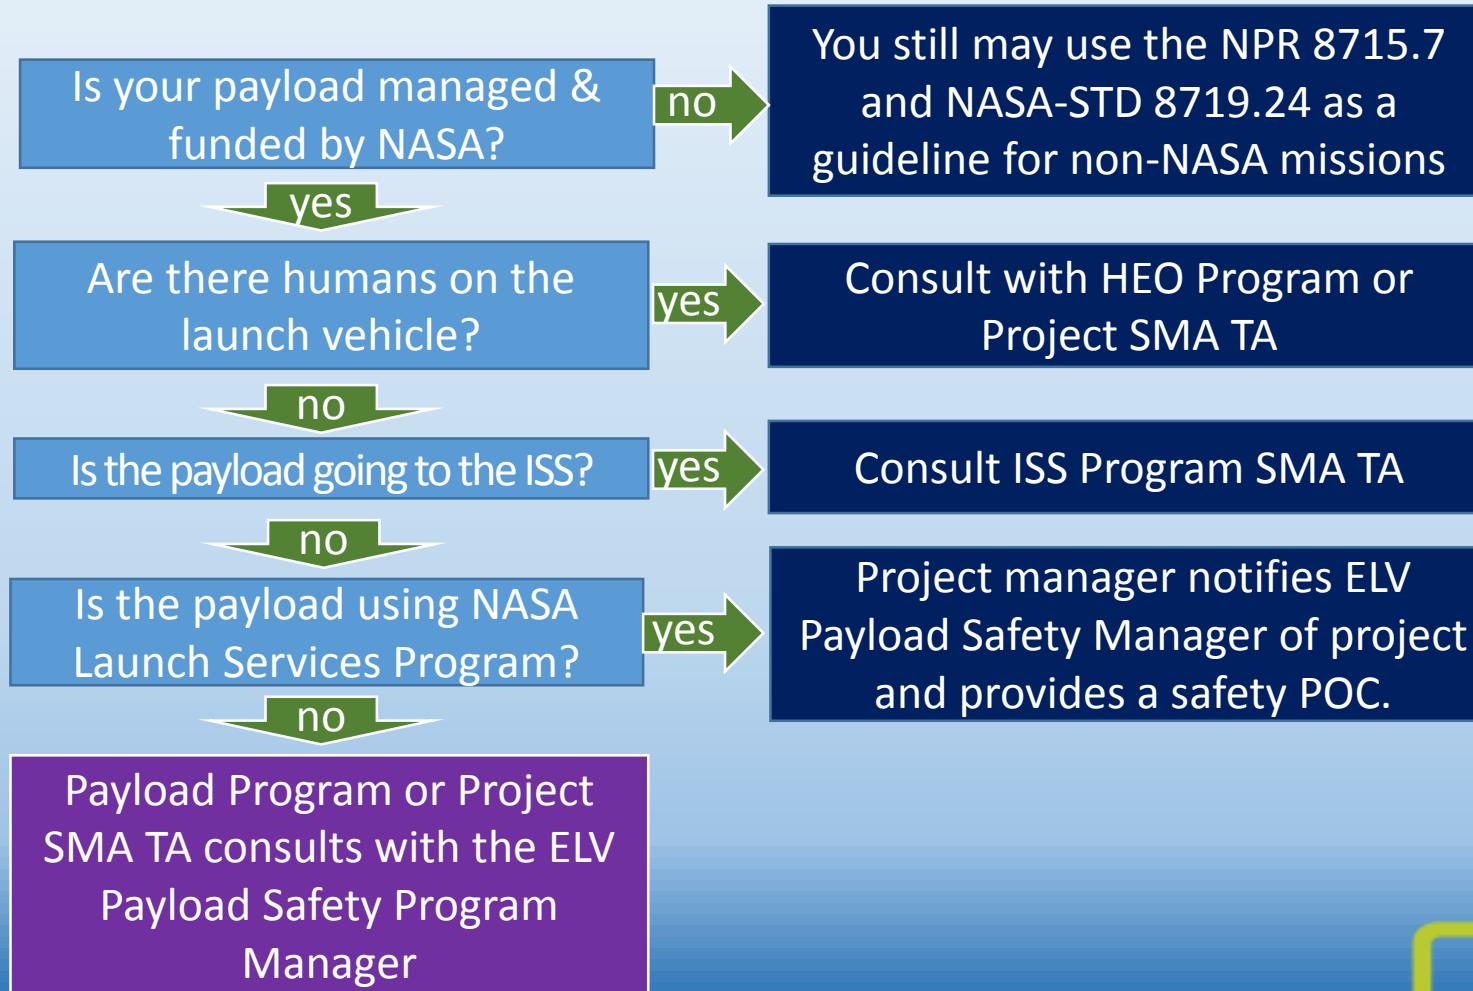 Is your payload managed &
funded by NASA?
no
You still may use the NPR 8715.7
and NASA-STD 8719.24 as a
guideline for non-NASA missions
yes
Are there humans on the
launch vehicle?
yes
Consult with HEO Program or
Project SMA TA
no
Is the payload going to the ISS?
yes
Consult ISS Program SMA TA
no
Is the payload using NASA
Launch Services Program?
yes
Project manager notifies ELV
Payload Safety Manager of project
and provides a safety POC.
no
Payload Program or Project
SMA TA consults with the ELV
Payload Safety Program
Manager